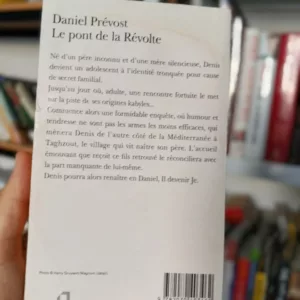 Daniel Prévost
Le pont de la Révolte
Né d'un père inconnu et d'une mère silencieuse, Denis
devient un adolescent à l'identité tronquée pour cause
de secret familial.
Jusqu'au jour où, adulte, une rencontre fortuite le met
sur la piste de ses origines kabyles...
Commence alors une formidable enquête, où humour et
tendresse ne sont pas les armes les moins efficaces, qui
mènera Denis de l'autre côté de la Méditerranée à
Taghzout, le village qui vit naître son père. L'accueil
émouvant que reçoit ce fils retrouvé le réconciliera avec
la part manquante de lui-même.
Denis pourra alors renaître en Daniel, Il devenir Je.